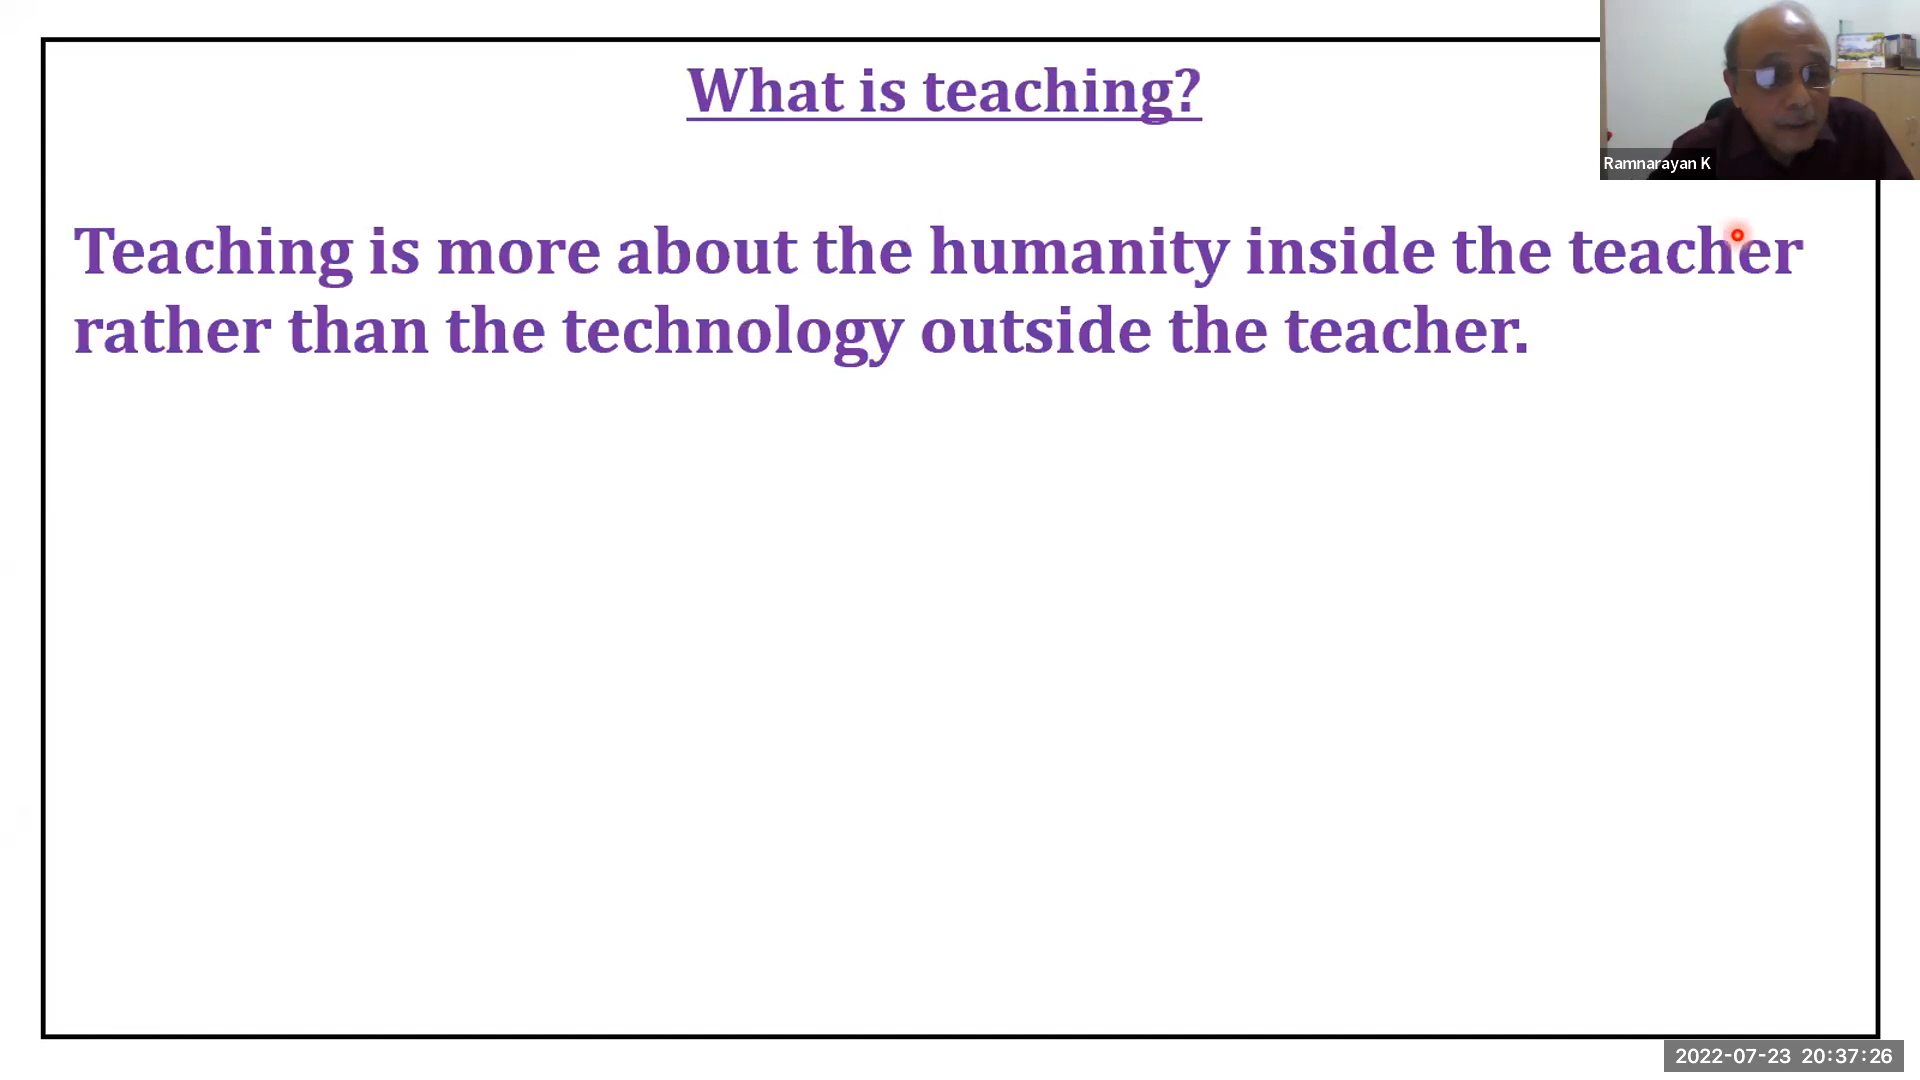 What is teaching?
Ramnarayan K
Teaching is more about the humanity inside the teacher
rather than the technology outside the teacher.
2022-07-23 20:37:26